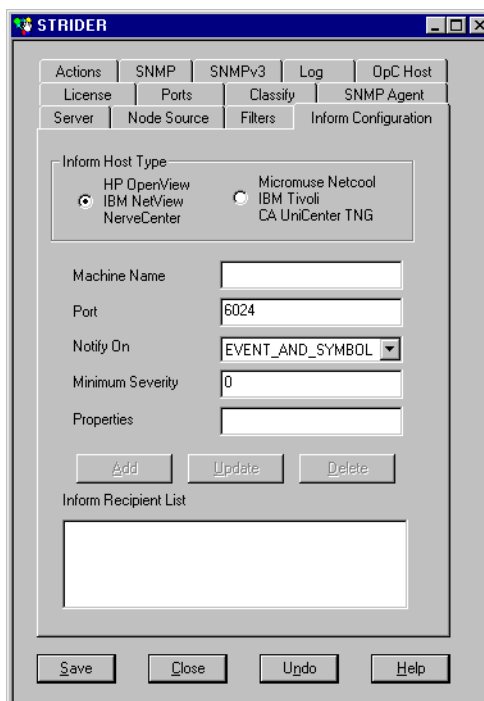 STRIDER
Actions SNMP SNMPv3 Log OpC Host
License Ports Classify SNMP Agent
Server Node Source Filters Inform Configuration
Inform Host Type
HP OpenView
IBM NetView
NerveCenter
Micromuse Netcool
IBM Tivoli
CA UniCenter TNG
Machine Name
Port 6024
Notify On EVENT_AND_SYMBOL
Minimum Severity 0
Properties
Add Update Delete
Inform Recipient List
Save Close Undo Help